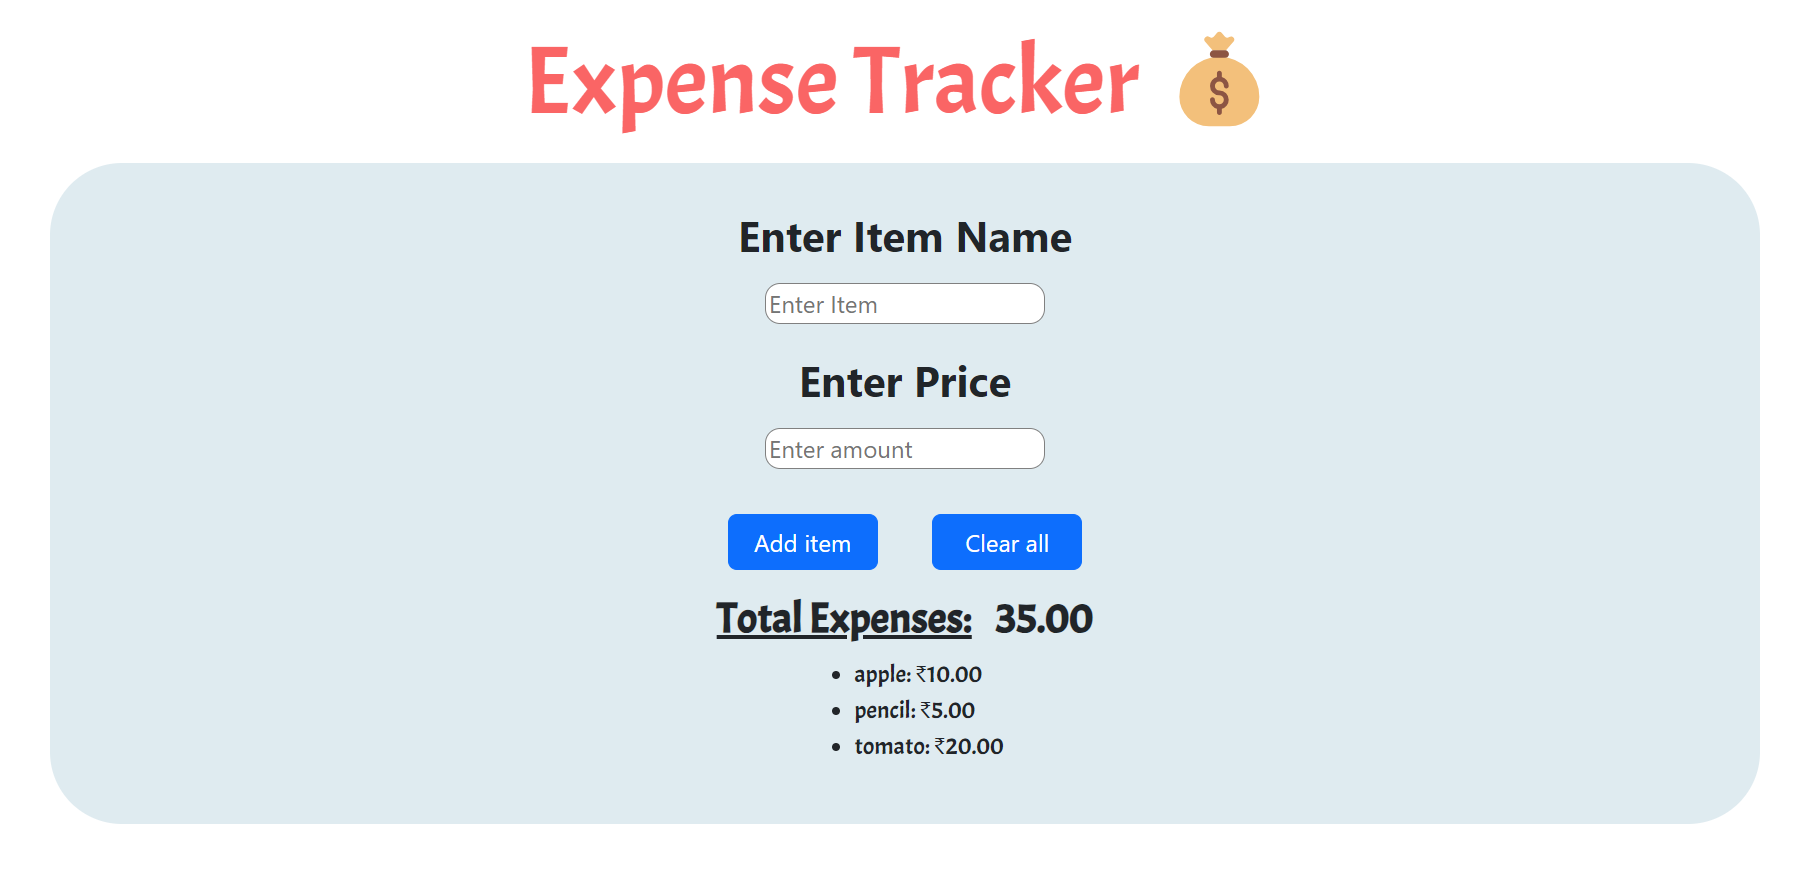 Expense Tracker $
Enter Item Name
Enter Item
Enter Price
Enter amount
Add item Clear all
Total Expenses: 35.00
• apple: ₹10.00
• pencil: ₹5.00
• tomato: ₹20.00